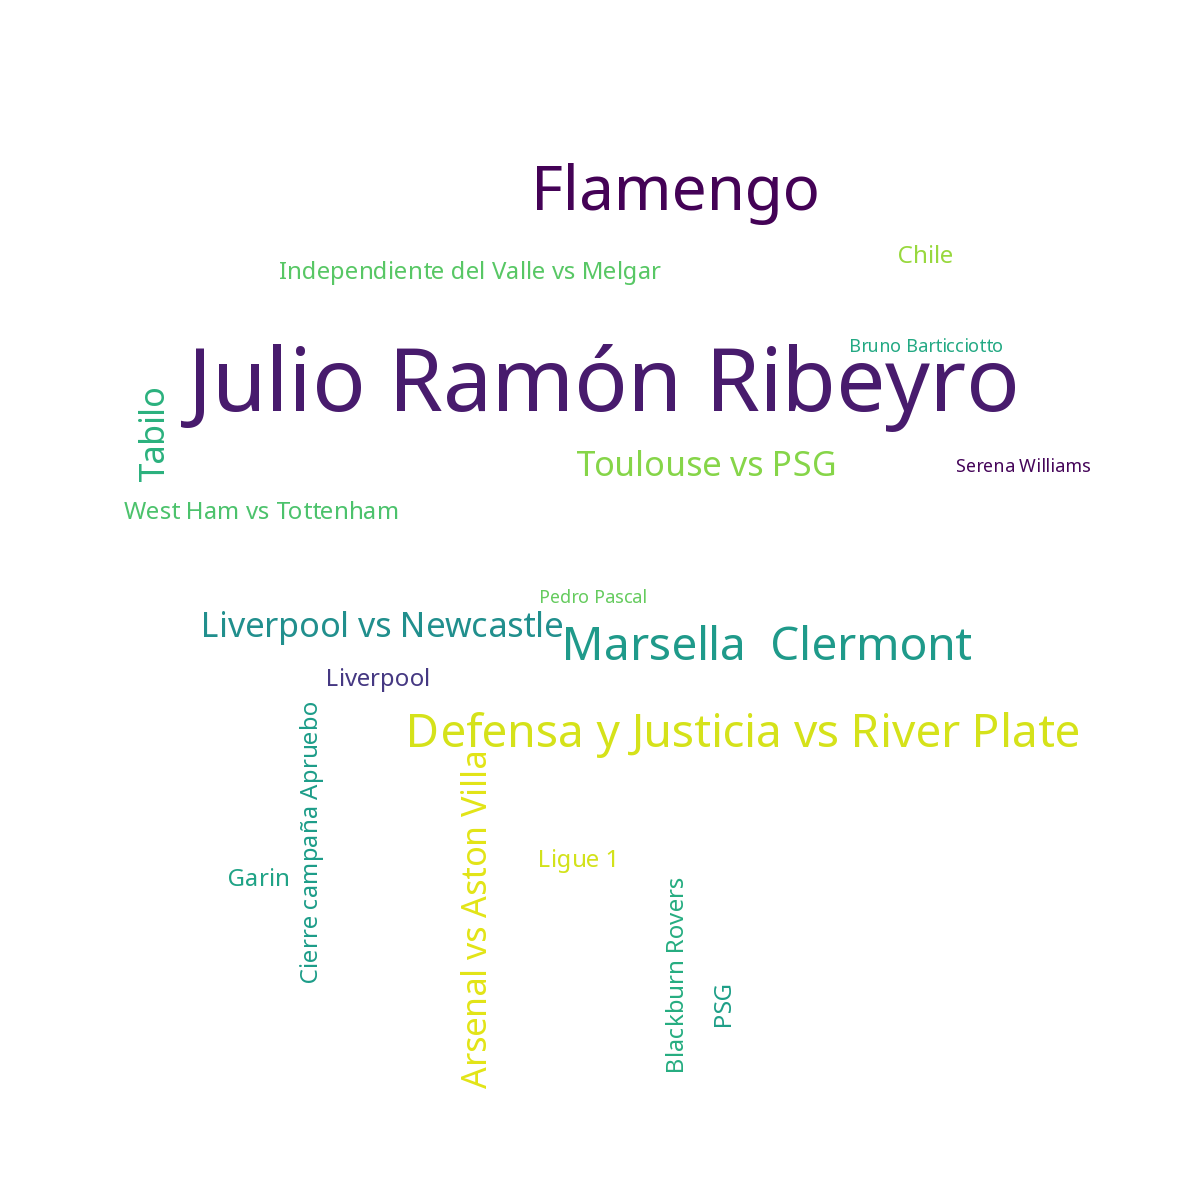 Flamengo
Chile
Independiente del Valle vs Melgar
Bruno Barticciotto
Julio Ramón Ribeyro
Tabilo
Toulouse vs PSG
Serena Williams
West Ham vs Tottenham
Pedro Pascal
Liverpool vs Newcastle
Marsella  Clermont
Liverpool
Defensa y Justicia vs River Plate
Cierre campaña Apruebo
Arsenal vs Aston Villa
Ligue 1
Garin
Blackburn Rovers
PSG